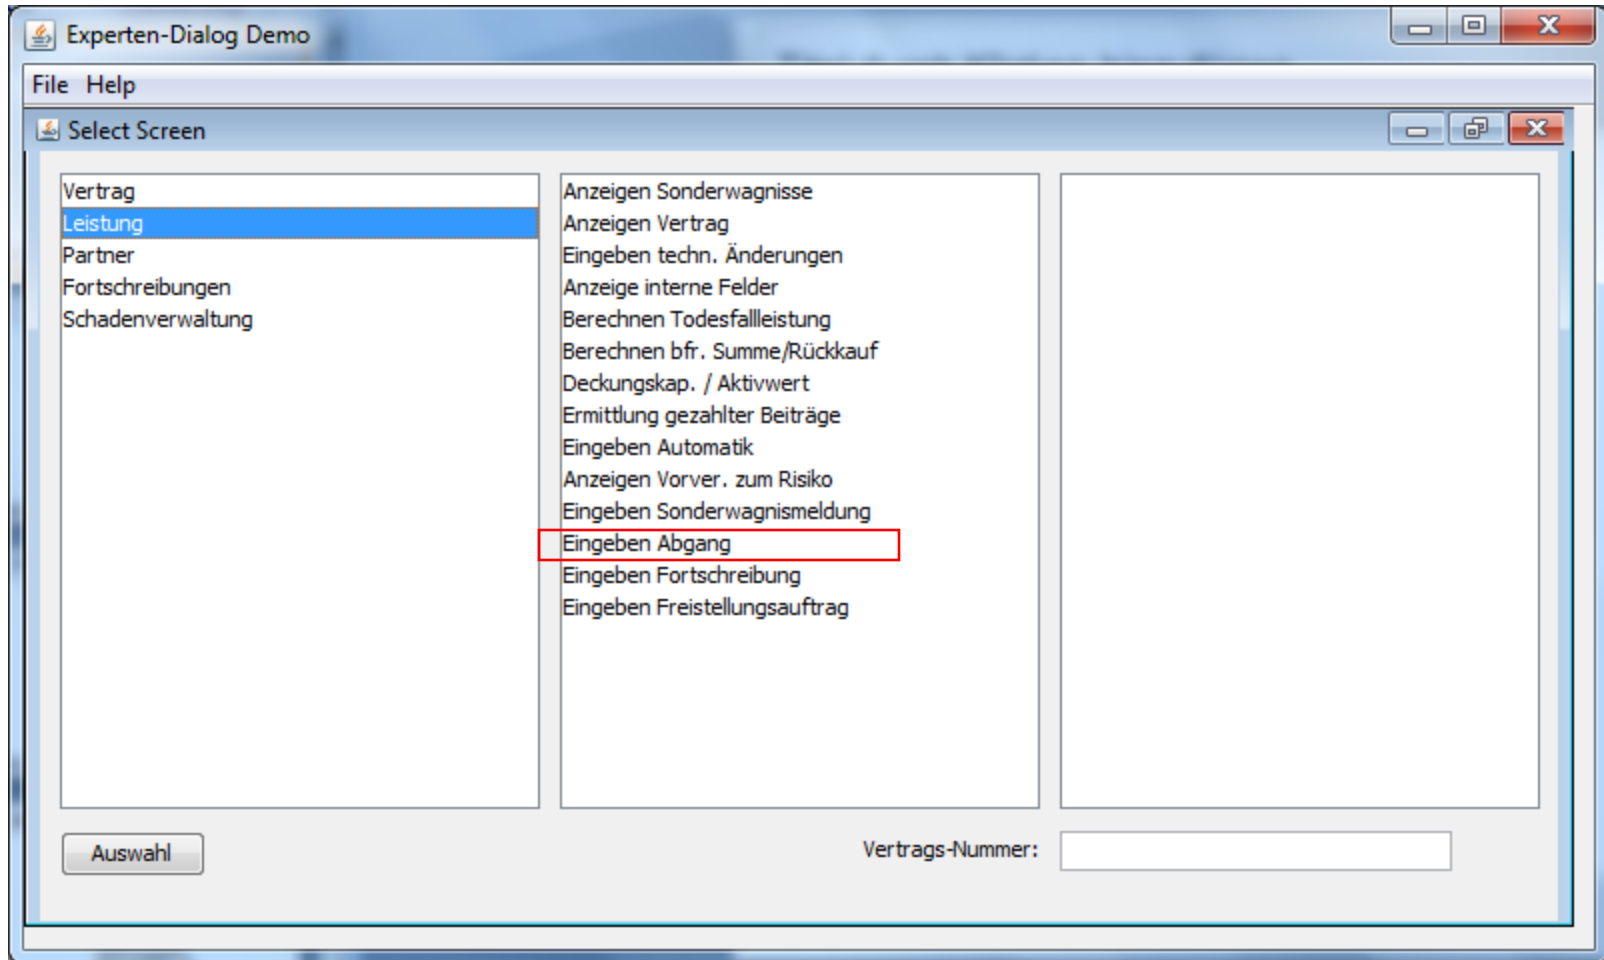 Experten-Dialog Demo
File Help
Select Screen
Vertrag
Leistung
Partner
Fortschreibungen
Schadenverwaltung
Anzeigen Sonderwagnisse
Anzeigen Vertrag
Eingeben techn. Änderungen
Anzeige interne Felder
Berechnen Todesfallleistung
Berechnen bfr. Summe/Rückkauf
Deckungskap. / Aktivwert
Ermittlung gezahlter Beiträge
Eingeben Automatik
Anzeigen Vorver. zum Risiko
Eingeben Sonderwagnismeldung
Eingeben Abgang
Eingeben Fortschreibung
Eingeben Freistellungsauftrag
Auswahl
Vertrags-Nummer: